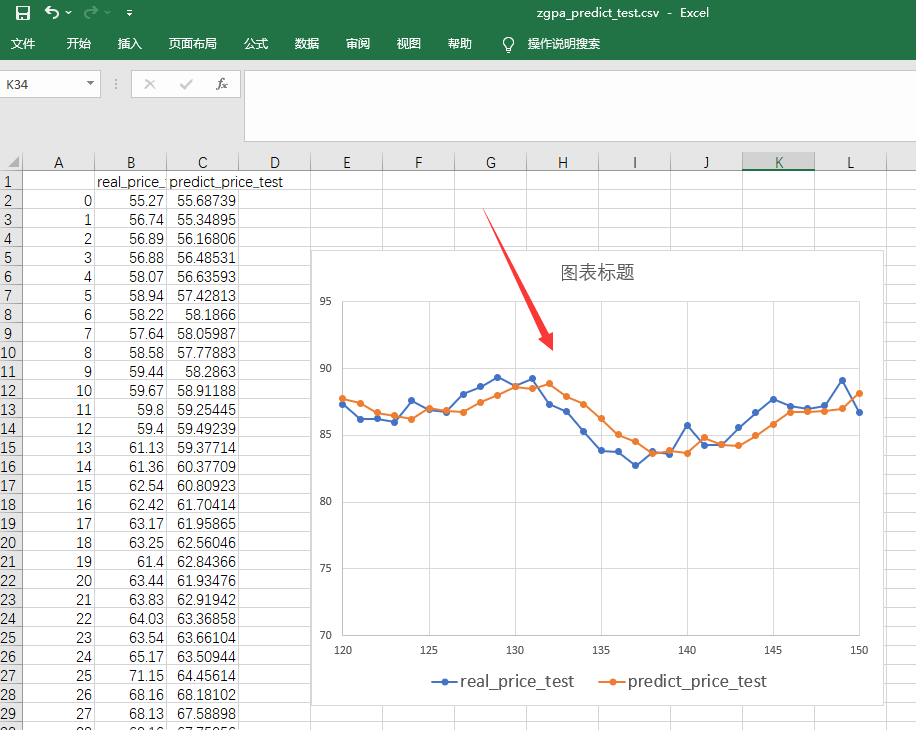 zgpa_predict_test.csv - Excel
文件 开始 插入 页面布局 公式 数据 审阅 视图 帮助 操作说明搜索
K34 fx
A B C D E F G H I J K L
1 real_price_ predict_price_test
2 0 55.27 55.68739
3 1 56.74 55.34895
4 2 56.89 56.16806
5 3 56.88 56.48531
6 4 58.07 56.63593
7 5 58.94 57.42813
8 6 58.22 58.1866
9 7 57.64 58.05987
10 8 58.58 57.77883
11 9 59.44 58.2863
12 10 59.67 58.91188
13 11 59.8 59.25445
14 12 59.4 59.49239
15 13 61.13 59.37714
16 14 61.36 60.37709
17 15 62.54 60.80923
18 16 62.42 61.70414
19 17 63.17 61.95865
20 18 63.25 62.56046
21 19 61.4 62.84366
22 20 63.44 61.93476
23 21 63.83 62.91942
24 22 64.03 63.36858
25 23 63.54 63.66104
26 24 65.17 63.50944
27 25 71.15 64.45614
28 26 68.16 68.18102
29 27 68.13 67.58898
图表标题
95
90
85
80
75
70
120 125 130 135 140 145 150
real_price_test predict_price_test